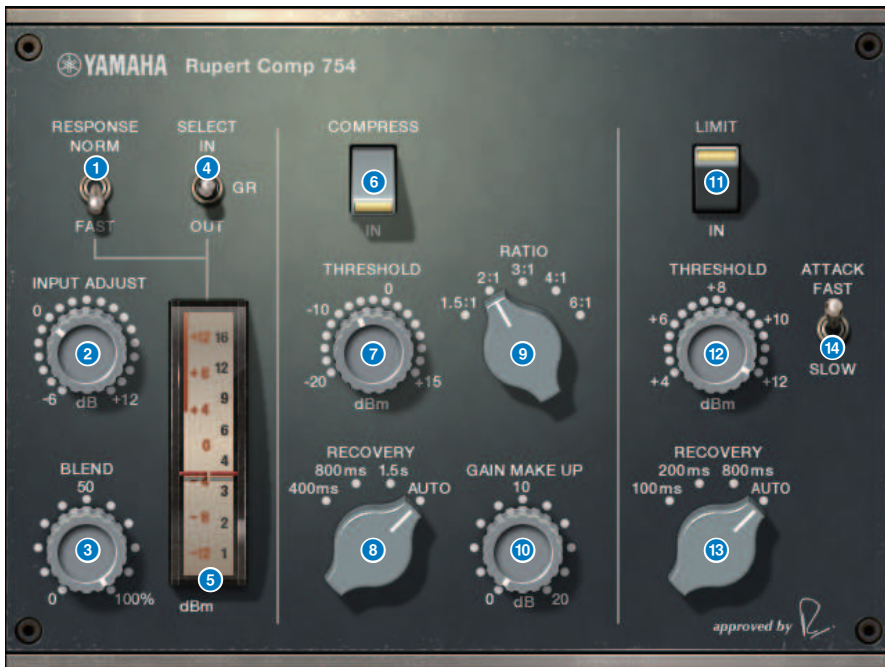 YAMAHA Rupert Comp 754
RESPONSE
NORM
1
FAST
SELECT
IN
4
GR
OUT
INPUT ADJUST
0
2
-6 dB +12
BLEND
50
3
0 100%
+12 16
12
+8
9
+4
6
0
4
-4
3
-8
2
-12 1
5
dBm
COMPRESS
6
IN
THRESHOLD
0
-10
7
-20 +15
dBm
RATIO
1.5:1 2:1 3:1 4:1 6:1
9
RECOVERY
400ms 800ms 1.5s AUTO
8
GAIN MAKE UP
10
10
0 dB 20
LIMIT
11
IN
THRESHOLD
+8
+6 +10
12
+4 +12
dBm
ATTACK
FAST
14
SLOW
RECOVERY
100ms 200ms 800ms AUTO
13
approved by